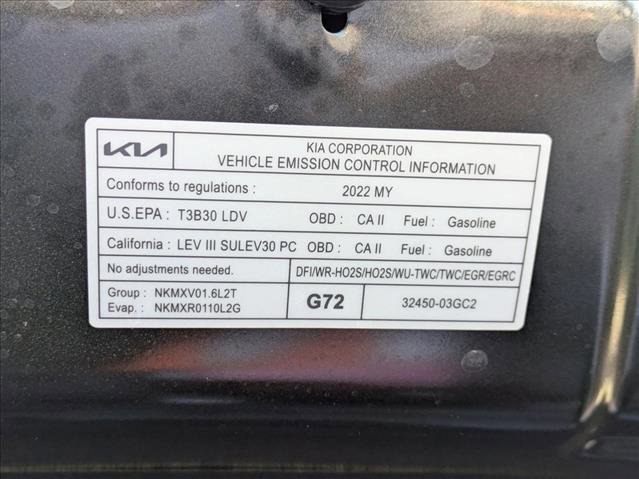 KIA
KIA CORPORATION
VEHICLE EMISSION CONTROL INFORMATION
Conforms to regulations : 2022 MY
U.S.EPA : T3B30 LDV OBD : CA II Fuel : Gasoline
California : LEV III SULEV30 PC OBD : CA II Fuel : Gasoline
No adjustments needed. DFI/WR-HO2S/HO2S/WU-TWC/TWC/EGR/EGRC
Group : NKMXV01.6L2T
Evap. : NKMXR0110L2G
G72
32450-03GC2